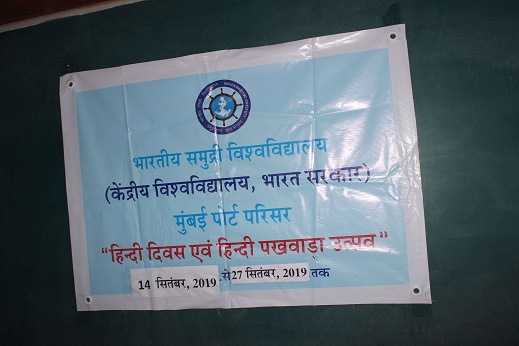 भारतीय समुद्री विश्वविद्यालय
(केंद्रीय विश्वविद्यालय, भारत सरकार)
मुंबई पोर्ट परिसर
“हिन्दी दिवस एवं हिन्दी पखवाड़ा उत्सव”
14 सितंबर, 2019 से 27 सितंबर, 2019 तक